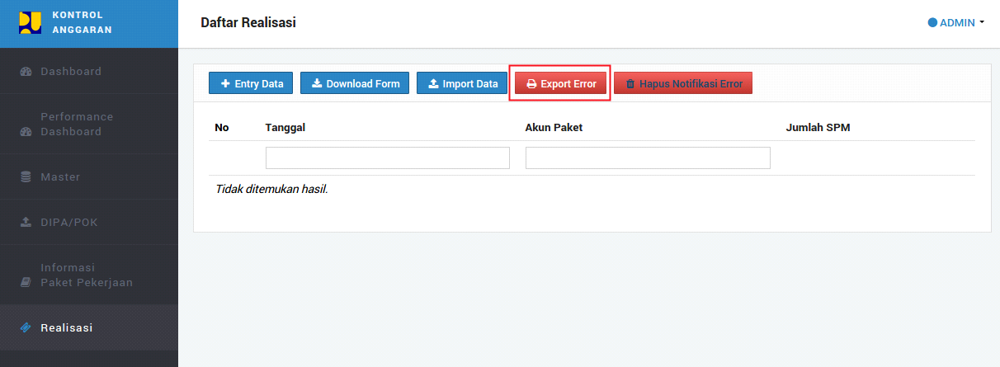 KONTROL
ANGGARAN
Daftar Realisasi
ADMIN
Dashboard
Performance
Dashboard
Master
DIPA/POK
Informasi
Paket Pekerjaan
Realisasi
Entry Data Download Form Import Data Export Error Hapus Notifikasi Error
No Tanggal Akun Paket Jumlah SPM
Tidak ditemukan hasil.